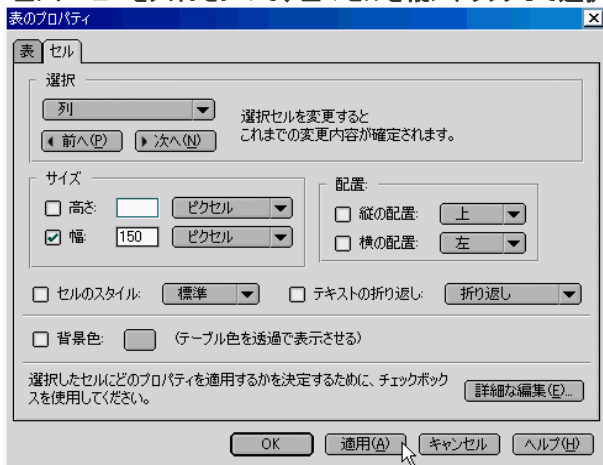 表のプロパティ
表 セル
選択
列
選択セルを変更すると
これまでの変更内容が確定されます。
前へ(P) 次へ(N)
サイズ
配置:
高さ: ピクセル
縦の配置: 上
幅: 150 ピクセル
横の配置: 左
セルのスタイル: 標準 テキストの折り返し: 折り返し
背景色: (テーブル色を透過で表示させる)
選択したセルにどのプロパティを適用するかを決定するために、チェックボック
スを使用してください。
詳細な編集(E)...
OK 適用(A) キャンセル ヘルプ(H)